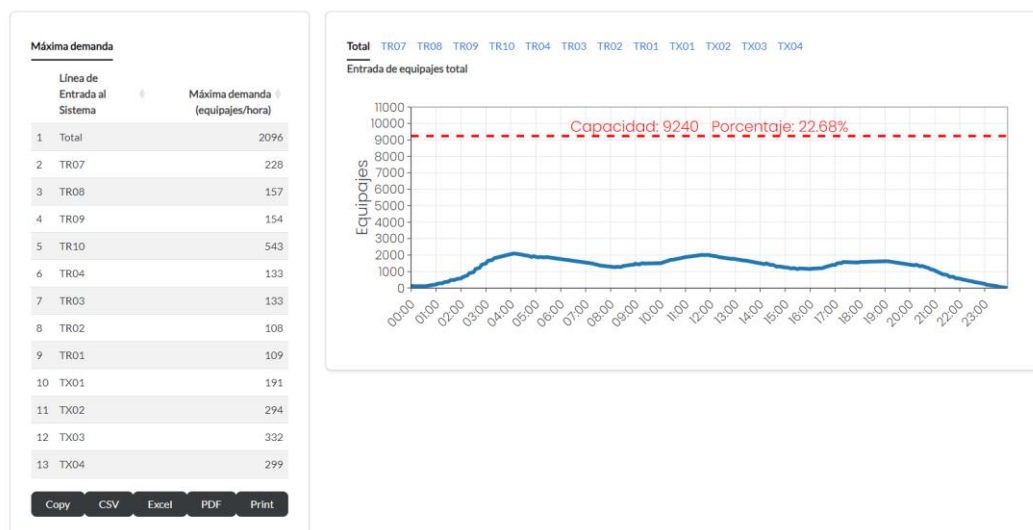 Máxima demanda
Línea de
Entrada al
Sistema
Máxima demanda
(equipajes/hora)
1 Total 2096
2 TR07 228
3 TR08 157
4 TR09 154
5 TR10 543
6 TR04 133
7 TR03 133
8 TR02 108
9 TR01 109
10 TX01 191
11 TX02 294
12 TX03 332
13 TX04 299
Copy CSV Excel PDF Print
Total TR07 TR08 TR09 TR10 TR04 TR03 TR02 TR01 TX01 TX02 TX03 TX04
Entrada de equipajes total
Equipajes
11000
10000
9000
8000
7000
6000
5000
4000
3000
2000
1000
0
Capacidad: 9240 Porcentaje: 22.68%
00:00 01:00 02:00 03:00 04:00 05:00 06:00 07:00 08:00 09:00 10:00 11:00 12:00 13:00 14:00 15:00 16:00 17:00 18:00 19:00 20:00 21:00 22:00 23:00